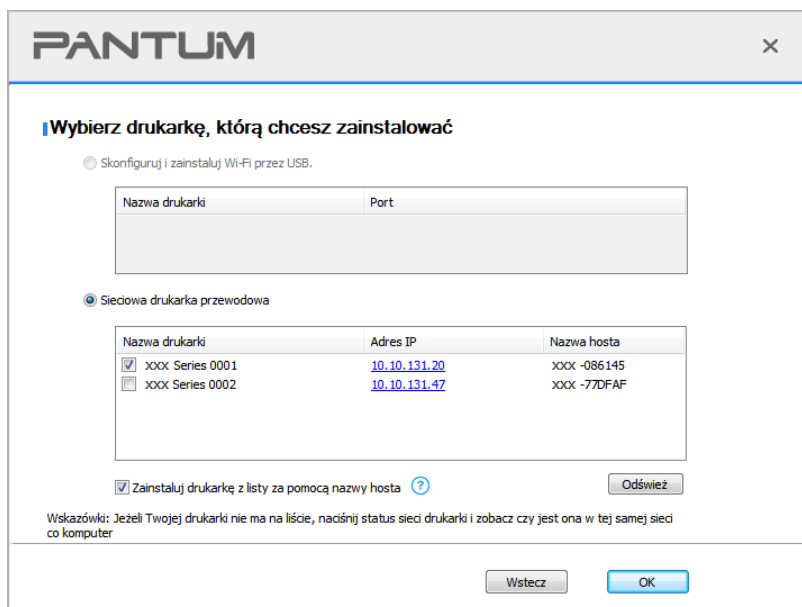 PANTUM
Wybierz drukarkę, którą chcesz zainstalować
Skonfiguruj i zainstaluj Wi-Fi przez USB.
Nazwa drukarki Port
Sieciowa drukarka przewodowa
Nazwa drukarki Adres IP Nazwa hosta
XXX Series 0001 10.10.131.20 XXX -086145
XXX Series 0002 10.10.131.47 XXX -77DFAF
Zainstaluj drukarkę z listy za pomocą nazwy hosta ?
Odśwież
Wskazówki: Jeżeli Twojej drukarki nie ma na liście, naciśnij status sieci drukarki i zobacz czy jest ona w tej samej sieci
co komputer
Wstecz OK